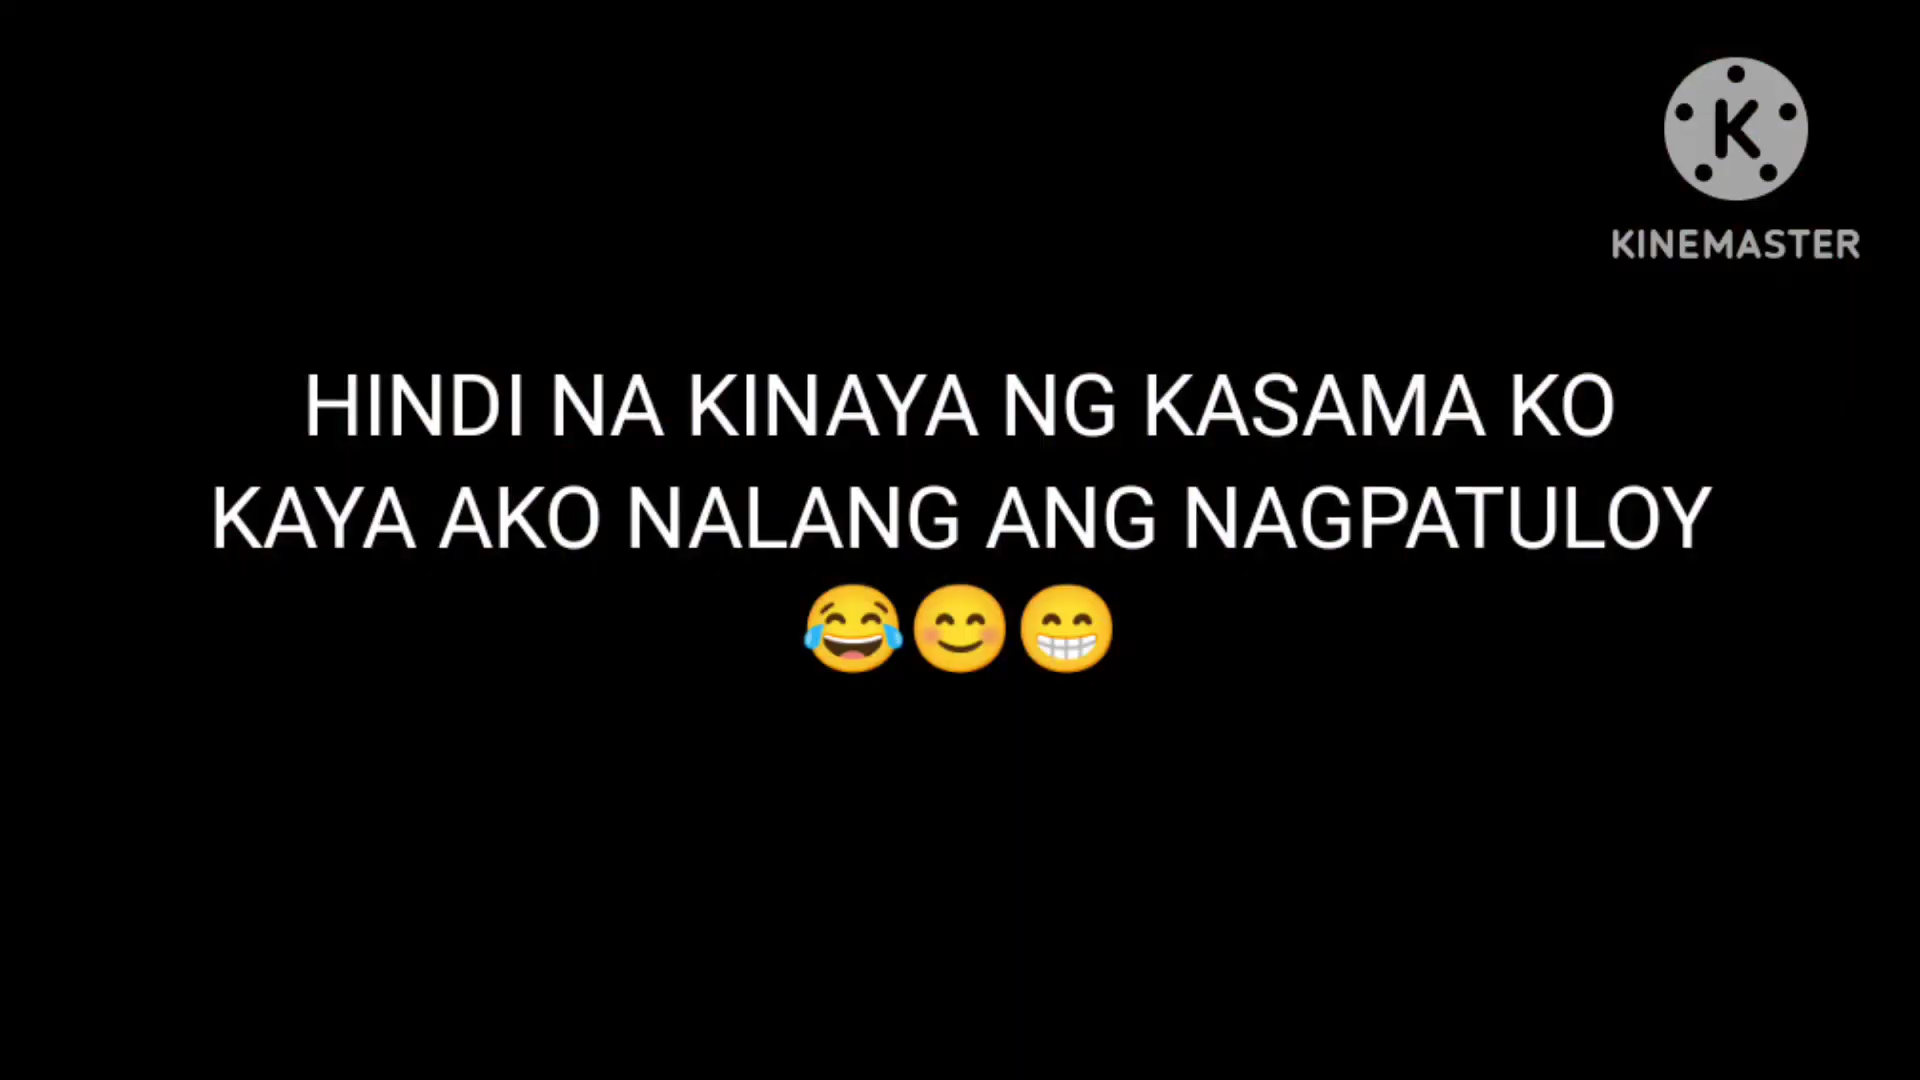 K
KINEMASTER
HINDI NA KINAYA NG KASAMA KO
KAYA AKO NALANG ANG NAGPATULOY
😂😊😁